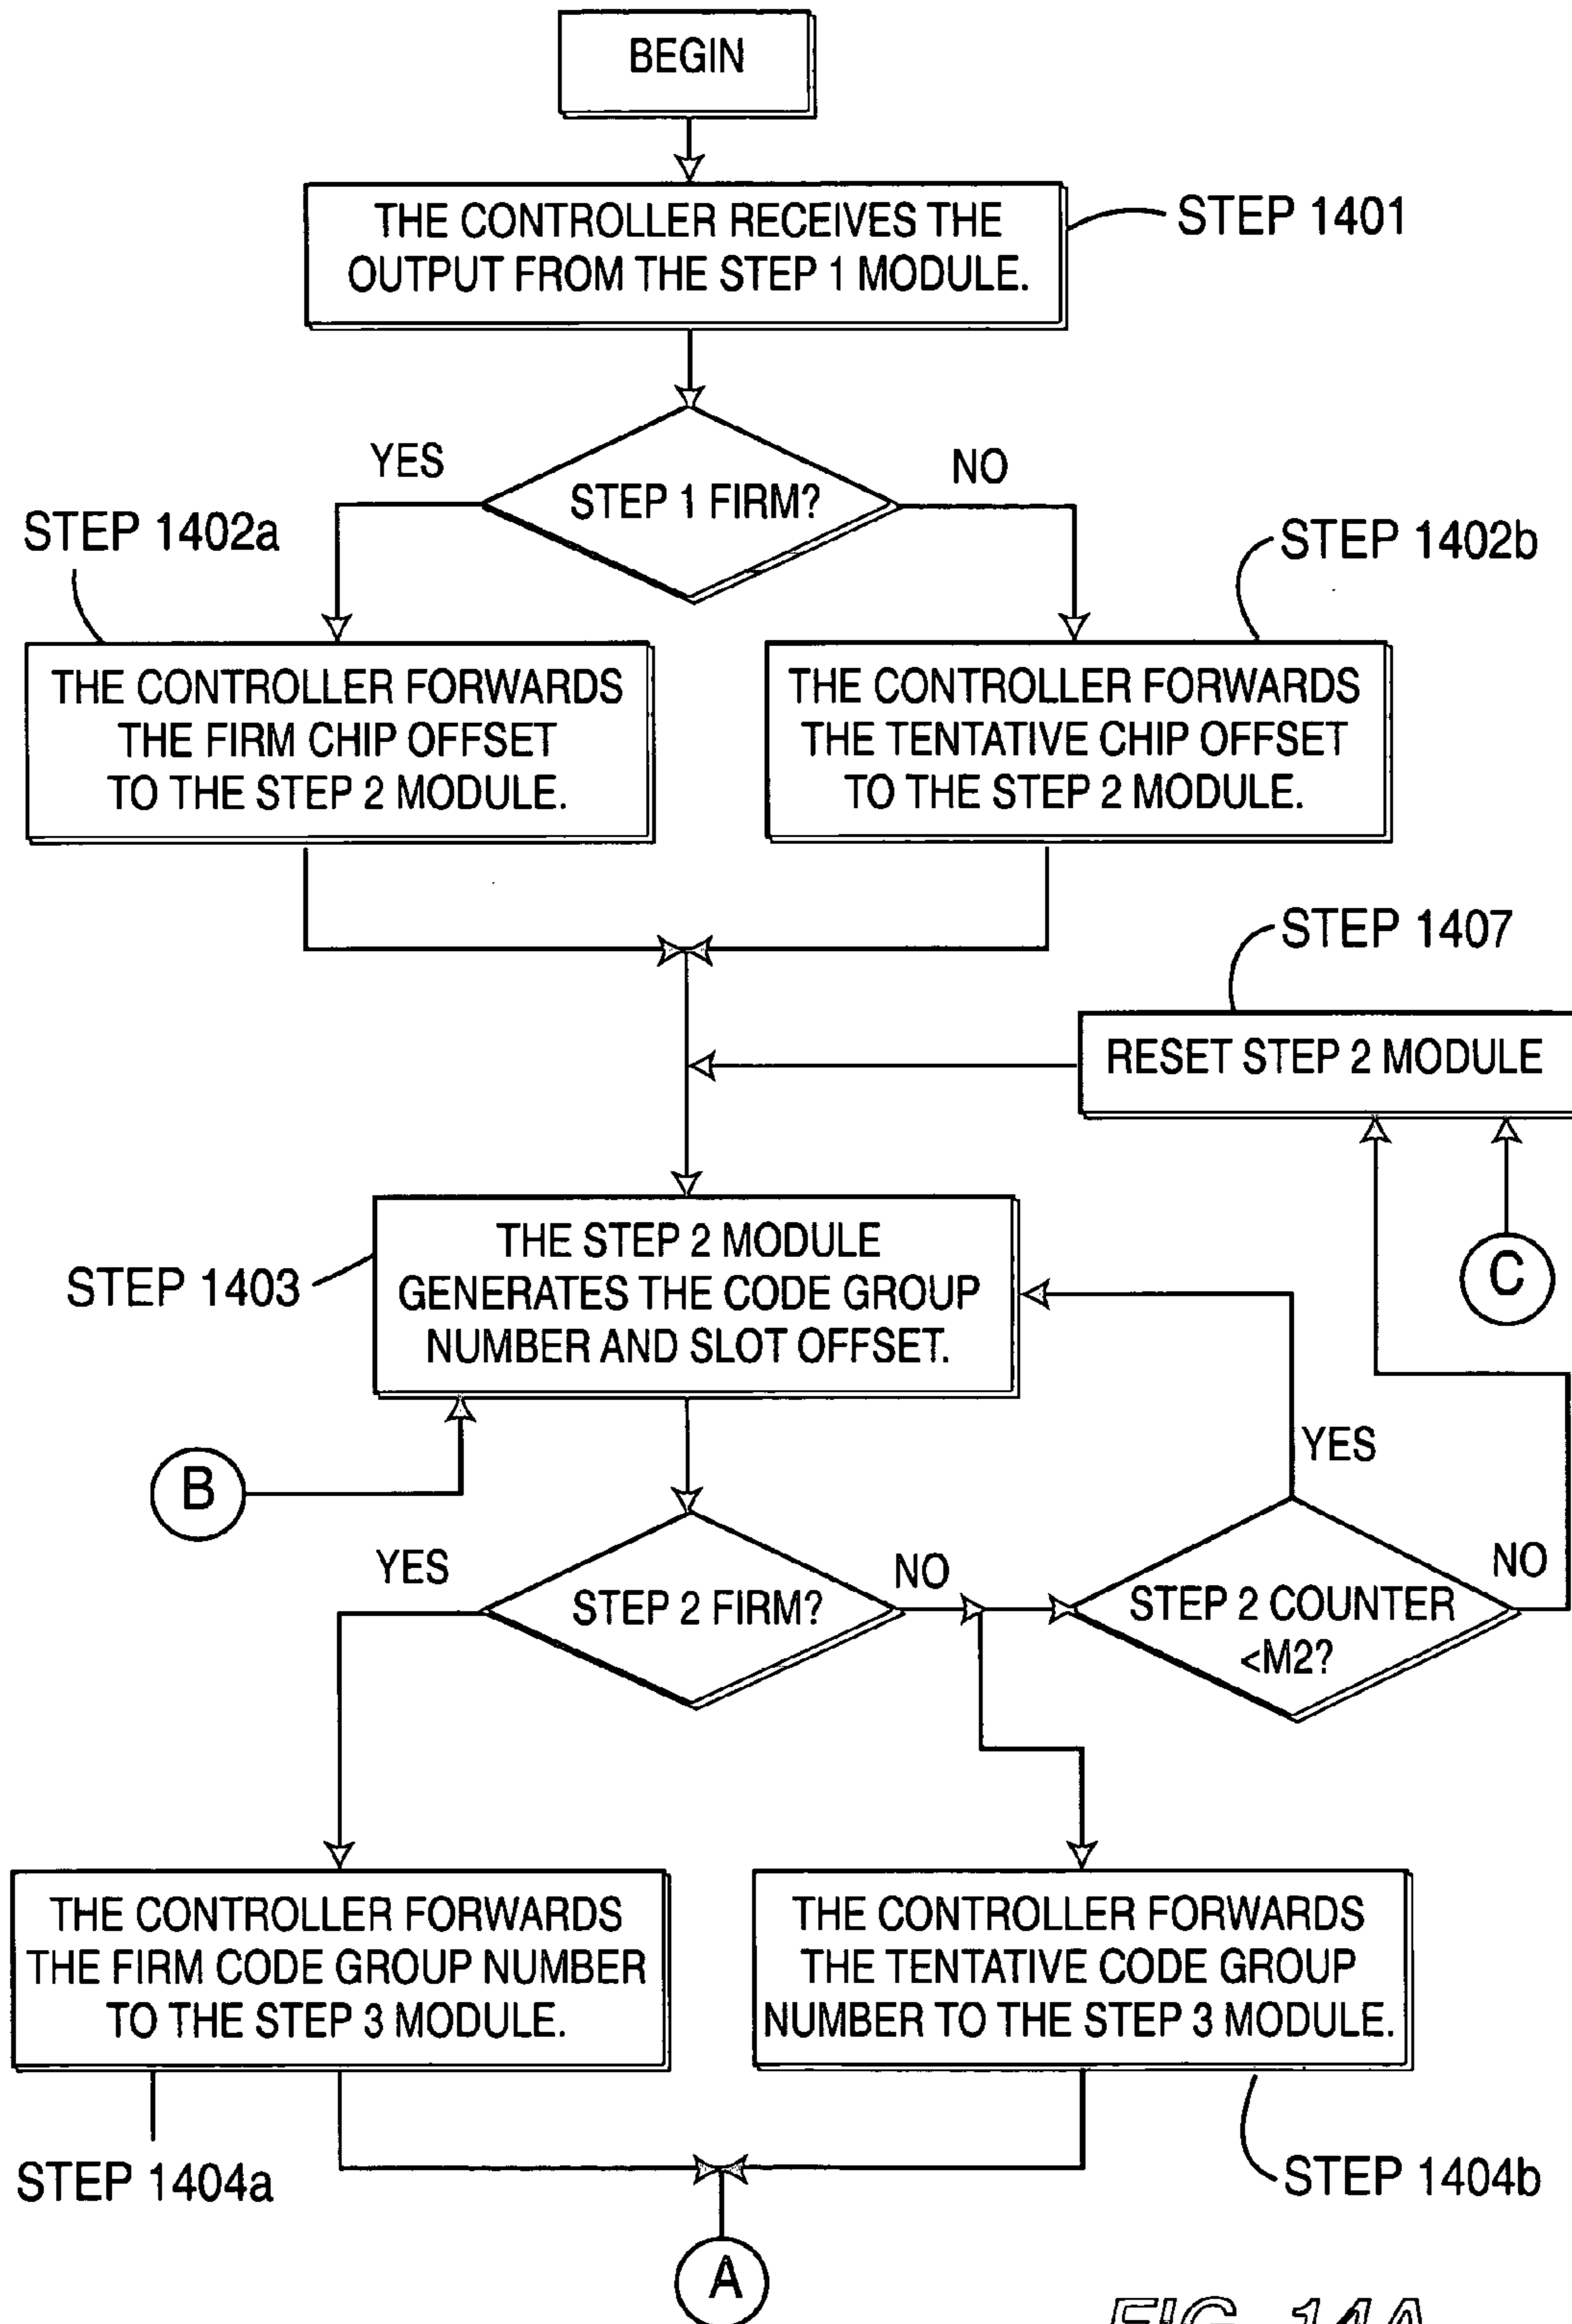 BEGIN
THE CONTROLLER RECEIVES THE
OUTPUT FROM THE STEP 1 MODULE.
STEP 1401
YES
STEP 1 FIRM?
NO
STEP 1402a
STEP 1402b
THE CONTROLLER FORWARDS
THE FIRM CHIP OFFSET
TO THE STEP 2 MODULE.
THE CONTROLLER FORWARDS
THE TENTATIVE CHIP OFFSET
TO THE STEP 2 MODULE.
STEP 1407
RESET STEP 2 MODULE
C
STEP 1403
THE STEP 2 MODULE
GENERATES THE CODE GROUP
NUMBER AND SLOT OFFSET.
B
YES
YES
STEP 2 FIRM?
NO
STEP 2 COUNTER
<M2?
NO
THE CONTROLLER FORWARDS
THE FIRM CODE GROUP NUMBER
TO THE STEP 3 MODULE.
THE CONTROLLER FORWARDS
THE TENTATIVE CODE GROUP
NUMBER TO THE STEP 3 MODULE.
STEP 1404a
STEP 1404b
A
FIG. 14A